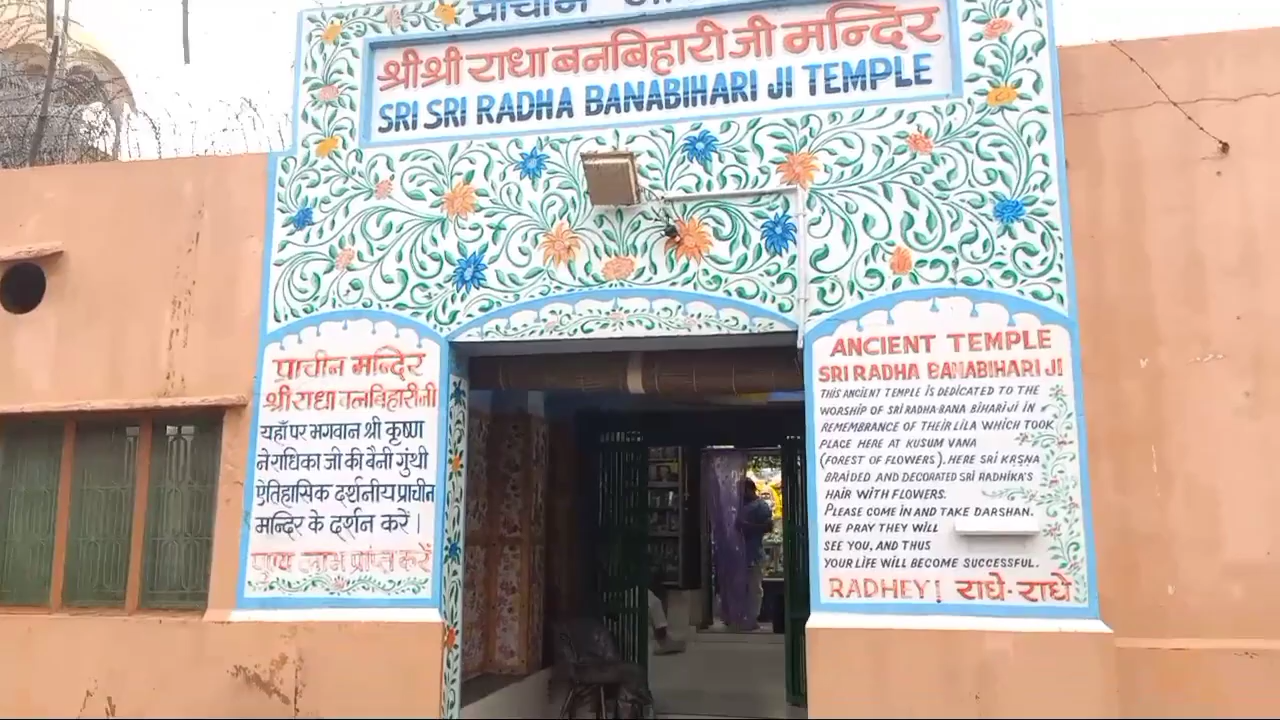 प्राचीन
श्रीश्री राधा बनबिहारी जी मन्दिर
SRI SRI RADHA BANABIHARI JI TEMPLE
प्राचीन मन्दिर
श्री राधा वनबिहारी जी
यहाँ पर भगवान श्री कृष्ण
ने राधिका जी की बैनी गुंथी
ऐतिहासिक दर्शनीय प्राचीन
मन्दिर के दर्शन करें ।
पुण्य लाभ प्राप्त करें
ANCIENT TEMPLE
SRI RADHA BANABIHARI JI
THIS ANCIENT TEMPLE IS DEDICATED TO THE
WORSHIP OF SRI RADHA-BANA BIHARI JI IN
REMEMBRANCE OF THEIR LILA WHICH TOOK
PLACE HERE AT KUSUM VANA
(FOREST OF FLOWERS). HERE SRI KRSNA
BRAIDED AND DECORATED SRI RADHIKA'S
HAIR WITH FLOWERS.
PLEASE COME IN AND TAKE DARSHAN.
WE PRAY THEY WILL
SEE YOU, AND THUS
YOUR LIFE WILL BECOME SUCCESSFUL.
RADHEY! राधे-राधे